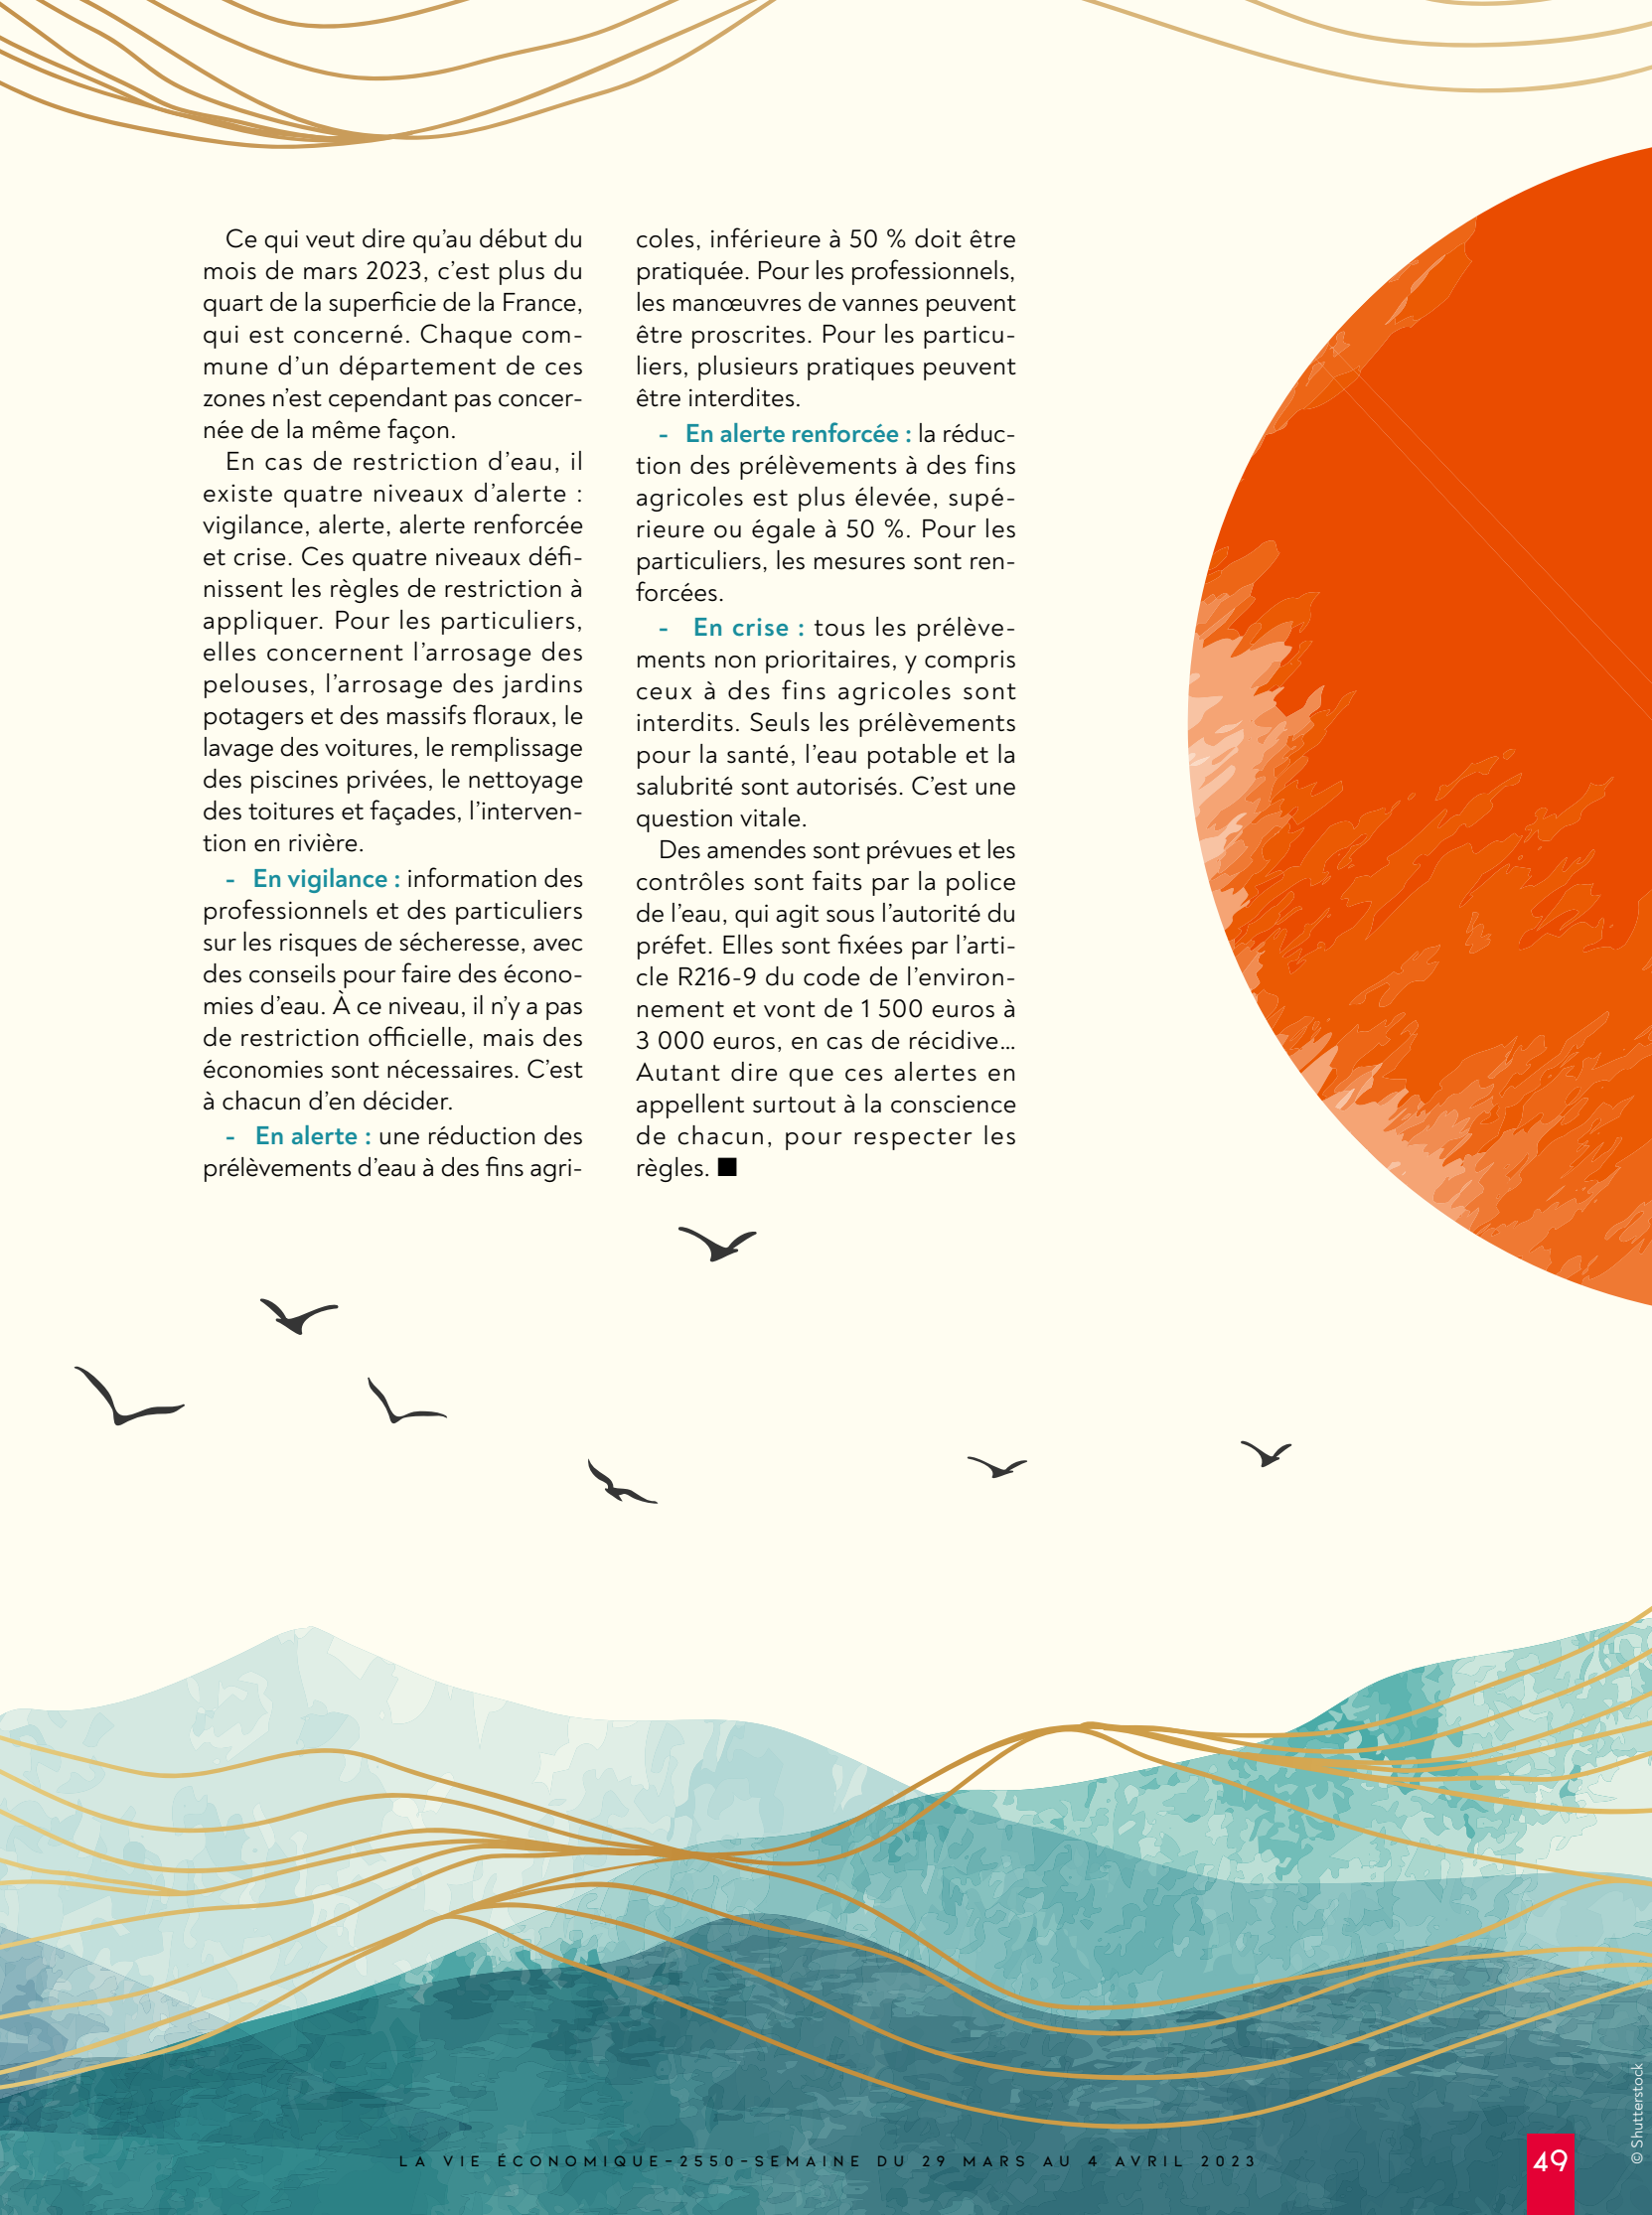 Ce qui veut dire qu’au début du
mois de mars 2023, c’est plus du
quart de la superficie de la France,
qui est concerné. Chaque com-
mune d’un département de ces
zones n’est cependant pas concer-
née de la même façon.
En cas de restriction d’eau, il
existe quatre niveaux d’alerte :
vigilance, alerte, alerte renforcée
et crise. Ces quatre niveaux défi-
nissent les règles de restriction à
appliquer. Pour les particuliers,
elles concernent l’arrosage des
pelouses, l’arrosage des jardins
potagers et des massifs floraux, le
lavage des voitures, le remplissage
des piscines privées, le nettoyage
des toitures et façades, l’interven-
tion en rivière.
- En vigilance : information des
professionnels et des particuliers
sur les risques de sécheresse, avec
des conseils pour faire des écono-
mies d’eau. À ce niveau, il n’y a pas
de restriction officielle, mais des
économies sont nécessaires. C’est
à chacun d’en décider.
- En alerte : une réduction des
prélèvements d’eau à des fins agri-
coles, inférieure à 50 % doit être
pratiquée. Pour les professionnels,
les manœuvres de vannes peuvent
être proscrites. Pour les particu-
liers, plusieurs pratiques peuvent
être interdites.
- En alerte renforcée : la réduc-
tion des prélèvements à des fins
agricoles est plus élevée, supé-
rieure ou égale à 50 %. Pour les
particuliers, les mesures sont ren-
forcées.
- En crise : tous les prélève-
ments non prioritaires, y compris
ceux à des fins agricoles sont
interdits. Seuls les prélèvements
pour la santé, l’eau potable et la
salubrité sont autorisés. C’est une
question vitale.
Des amendes sont prévues et les
contrôles sont faits par la police
de l’eau, qui agit sous l’autorité du
préfet. Elles sont fixées par l’arti-
cle R216-9 du code de l’environ-
nement et vont de 1 500 euros à
3 000 euros, en cas de récidive…
Autant dire que ces alertes en
appellent surtout à la conscience
de chacun, pour respecter les
règles. ■
LA VIE ÉCONOMIQUE-2550-SEMAINE DU 29 MARS AU 4 AVRIL 2023
49
© Shutterstock